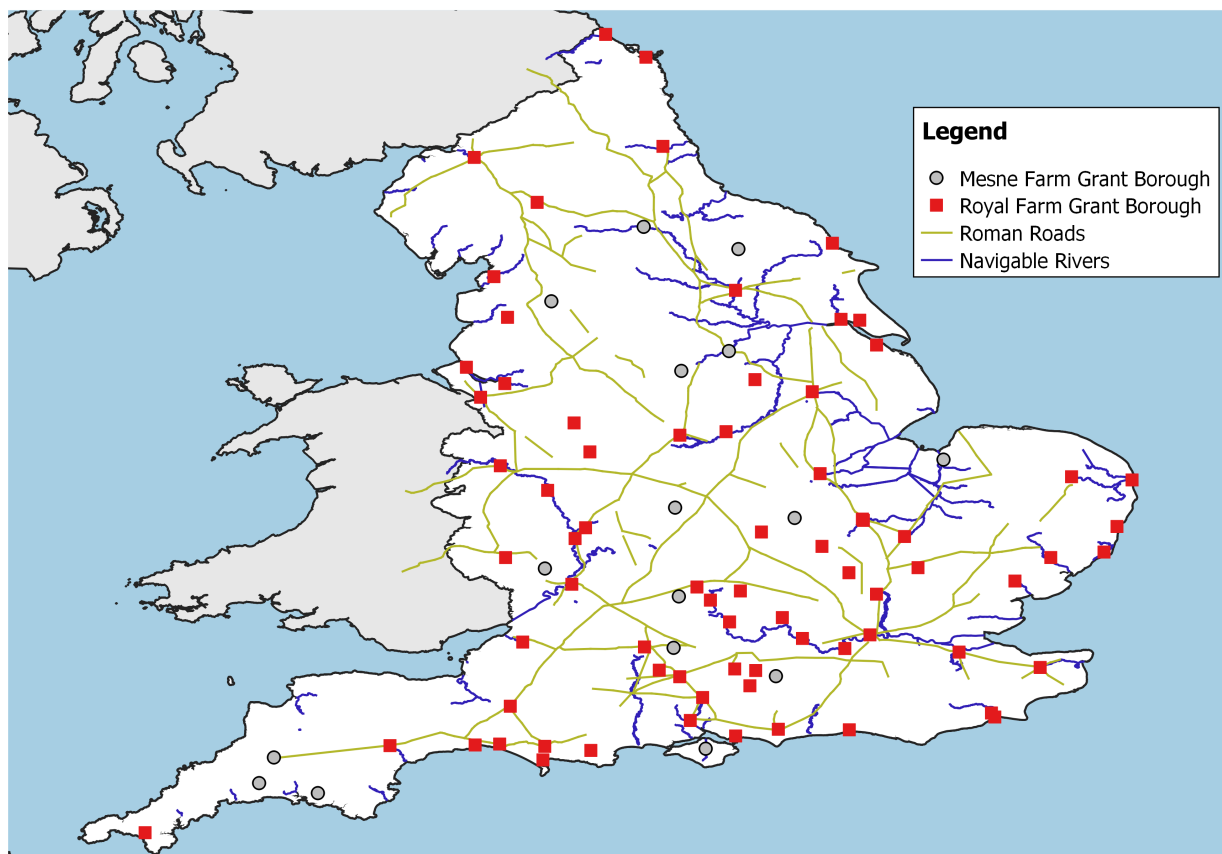 Legend
Mesne Farm Grant Borough
Royal Farm Grant Borough
Roman Roads
Navigable Rivers